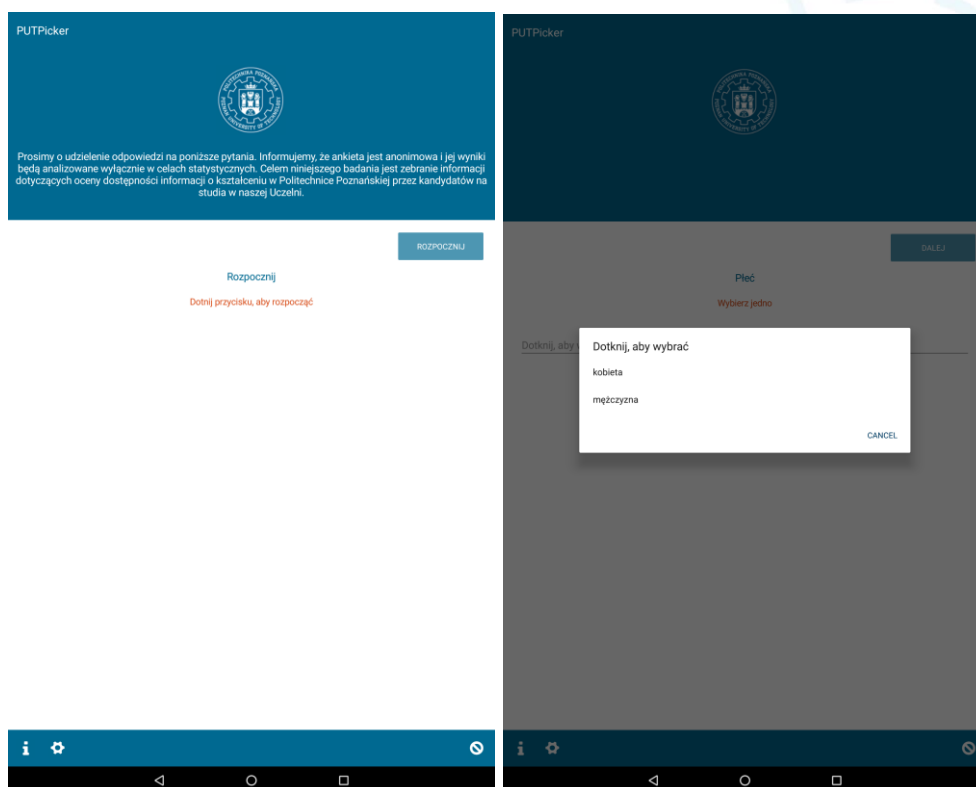 PUTPicker
Prosimy o udzielenie odpowiedzi na poniższe pytania. Informujemy, że ankieta jest anonimowa i jej wyniki
będą analizowane wyłącznie w celach statystycznych. Celem niniejszego badania jest zebranie informacji
dotyczących oceny dostępności informacji o kształceniu w Politechnice Poznańskiej przez kandydatów na
studia w naszej Uczelni.
ROZPOCZNIJ
Rozpocznij
Dotnij przycisku, aby rozpocząć
PUTPicker
DALEJ
Płeć
Wybierz jedno
Dotknij, aby
Dotknij, aby wybrać
kobieta
mężczyzna
CANCEL